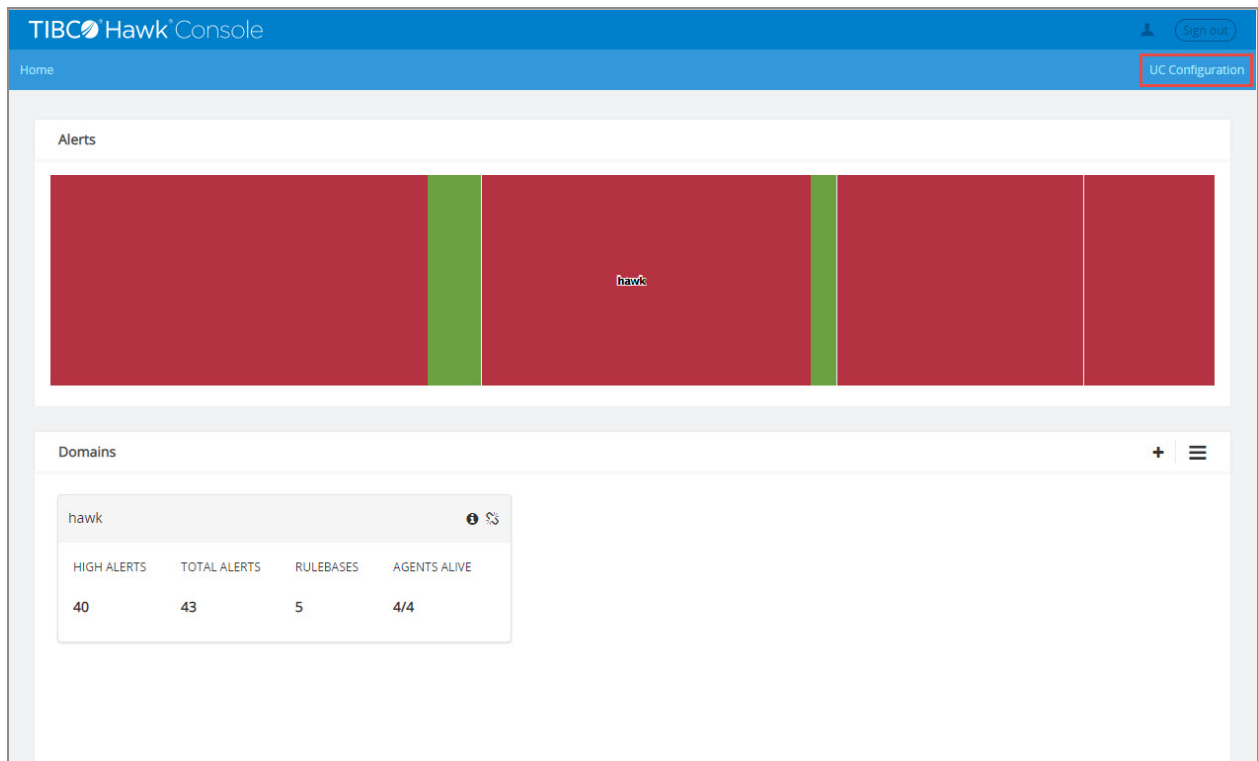 TIBCO® Hawk® Console
Sign out
Home
UC Configuration
Alerts
hawk
Domains
hawk
HIGH ALERTS TOTAL ALERTS RULEBASES AGENTS ALIVE
40 43 5 4/4